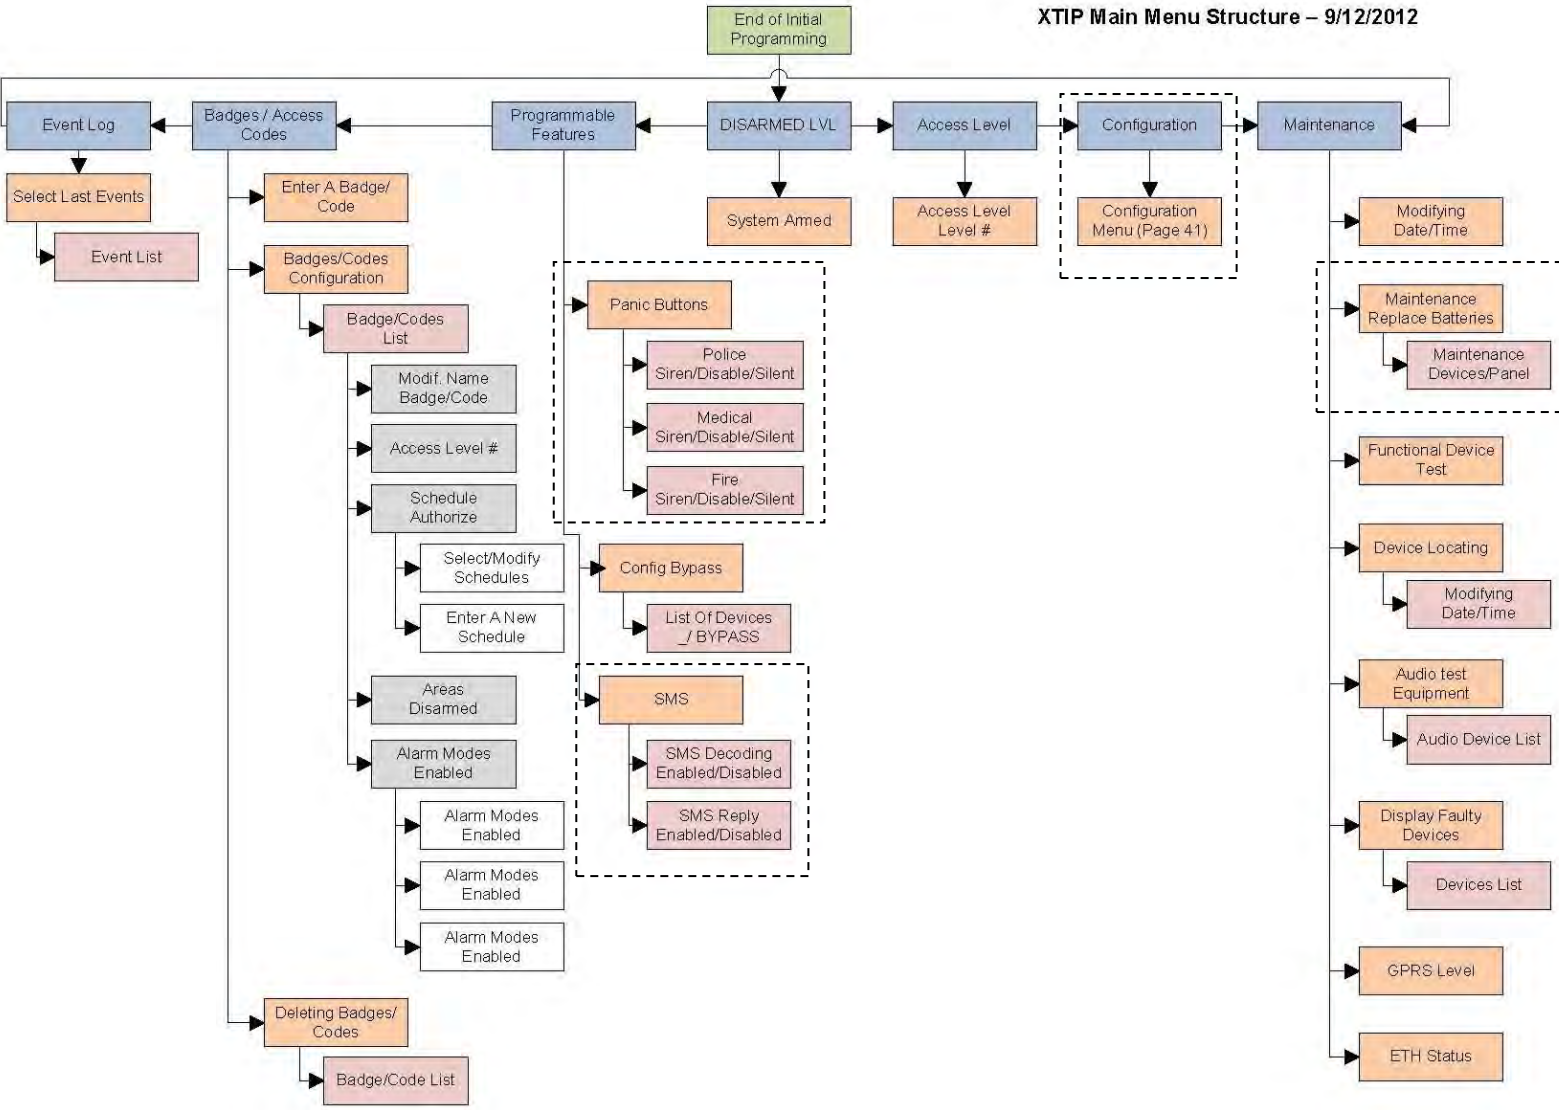 XTIP Main Menu Structure – 9/12/2012
End of Initial
Programming
Event Log
Badges / Access
Codes
Programmable
Features
DISARMED LVL
Access Level
Configuration
Maintenance
Select Last Events
Event List
Enter A Badge/
Code
Badges/Codes
Configuration
Badge/Codes
List
Modif. Name
Badge/Code
Access Level #
Schedule
Authorize
Select/Modify
Schedules
Enter A New
Schedule
Areas
Disarmed
Alarm Modes
Enabled
Alarm Modes
Enabled
Alarm Modes
Enabled
Alarm Modes
Enabled
Deleting Badges/
Codes
Badge/Code List
Panic Buttons
Police
Siren/Disable/Silent
Medical
Siren/Disable/Silent
Fire
Siren/Disable/Silent
Config Bypass
List Of Devices
_/ BYPASS
SMS
SMS Decoding
Enabled/Disabled
SMS Reply
Enabled/Disabled
System Armed
Access Level
Level #
Configuration
Menu (Page 41)
Modifying
Date/Time
Maintenance
Replace Batteries
Maintenance
Devices/Panel
Functional Device
Test
Device Locating
Modifying
Date/Time
Audio test
Equipment
Audio Device List
Display Faulty
Devices
Devices List
GPRS Level
ETH Status